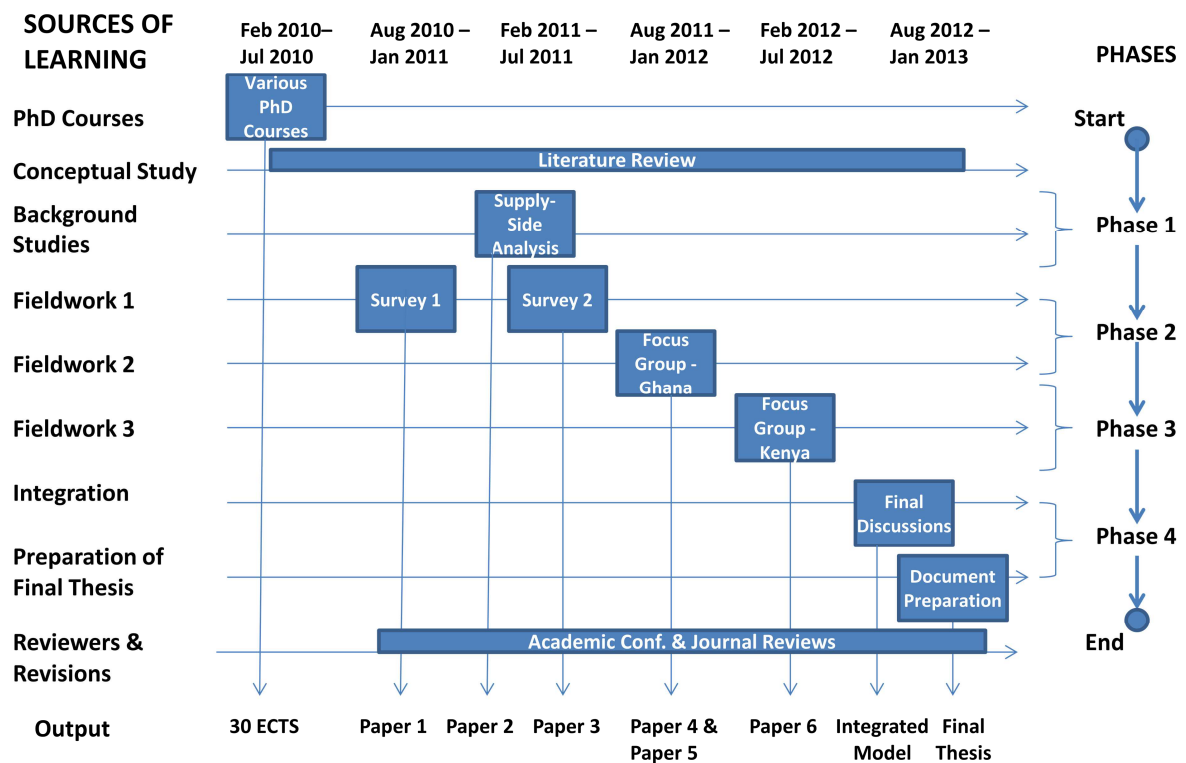 SOURCES OF
LEARNING
Feb 2010–
Jul 2010
Aug 2010 –
Jan 2011
Feb 2011 –
Jul 2011
Aug 2011 –
Jan 2012
Feb 2012 –
Jul 2012
Aug 2012 –
Jan 2013
PHASES
PhD Courses
Various
PhD
Courses
Start
Conceptual Study
Literature Review
Background
Studies
Supply-
Side
Analysis
Phase 1
Fieldwork 1
Survey 1
Survey 2
Phase 2
Fieldwork 2
Focus
Group -
Ghana
Fieldwork 3
Focus
Group -
Kenya
Phase 3
Integration
Final
Discussions
Phase 4
Preparation of
Final Thesis
Document
Preparation
Reviewers &
Revisions
Academic Conf. & Journal Reviews
End
Output
30 ECTS
Paper 1
Paper 2
Paper 3
Paper 4 &
Paper 5
Paper 6
Integrated
Model
Final
Thesis